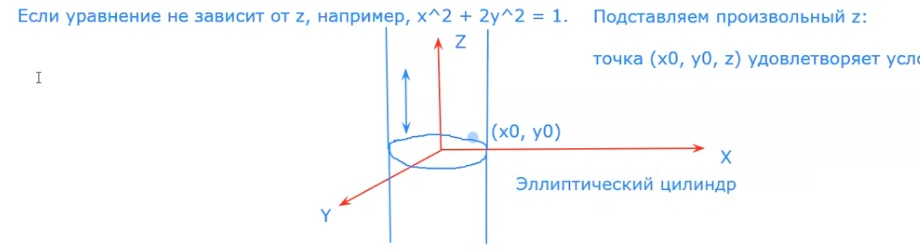 Если уравнение не зависит от z, например, x^2 + 2y^2 = 1.
Подставляем произвольный z:
Z
точка (x0, y0, z) удовлетворяет
(x0, y0)
X
Эллиптический цилиндр
Y